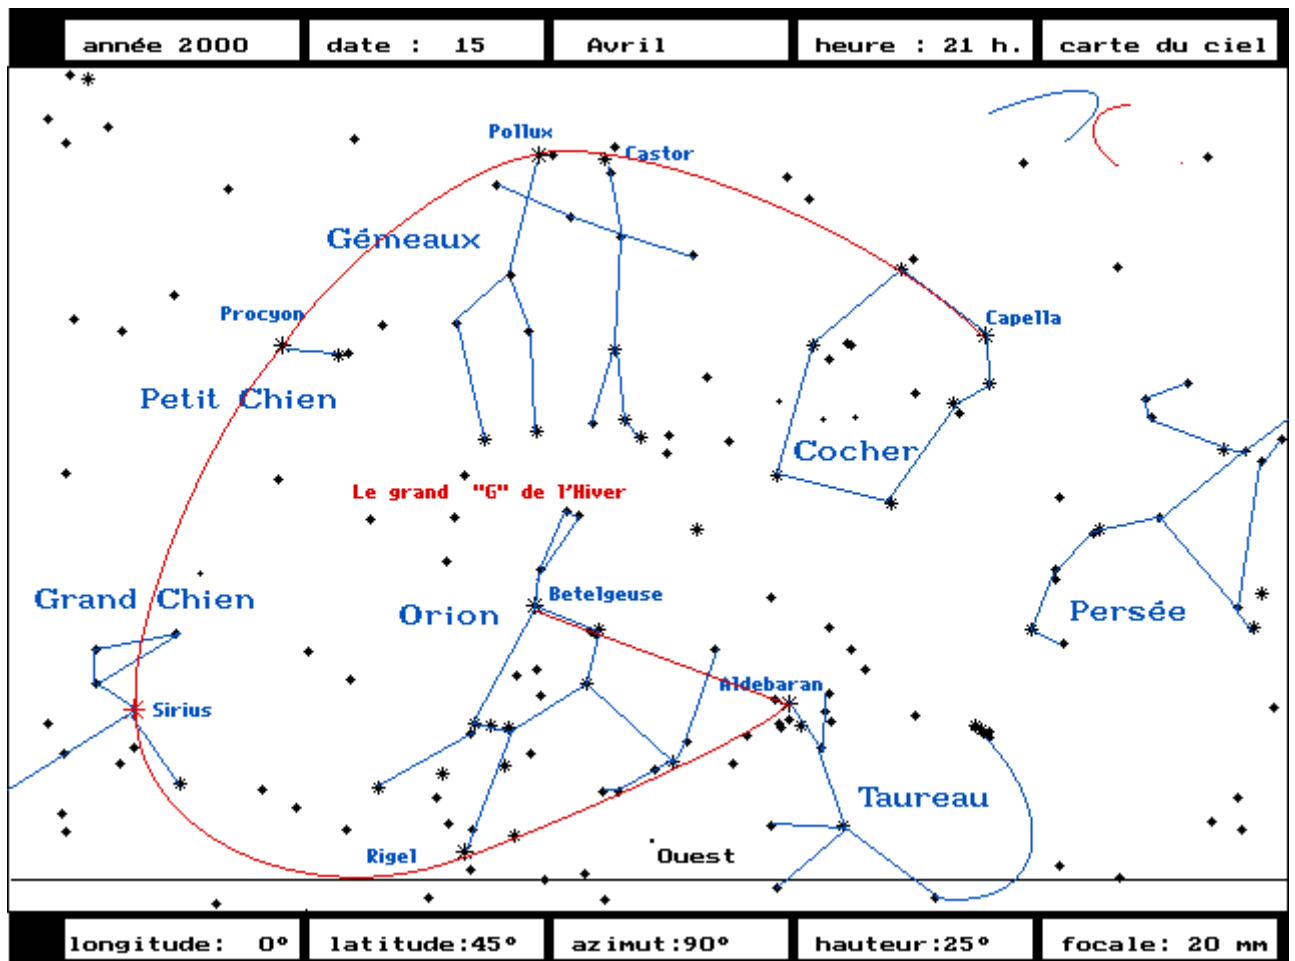 année 2000 date : 15 Avril heure : 21 h. carte du ciel
Pollux
Castor
Gémeaux
Procyon
Capella
Petit Chien
Cocher
Le grand "G" de l'Hiver
Grand Chien
Betelgeuse
Orion
Persée
Aldebaran
Sirius
Taureau
Rigel
Ouest
longitude: 0° latitude:45° azimut:90° hauteur:25° focale: 20 mm